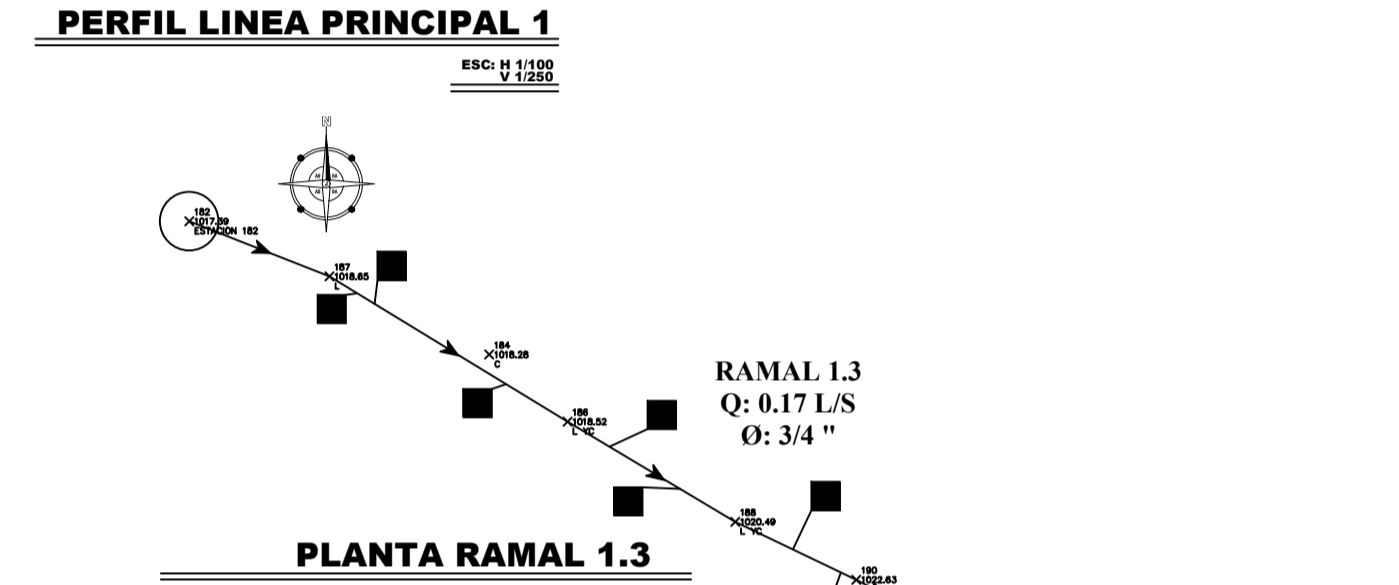 PERFIL LINEA PRINCIPAL 1
ESC: H 1/100
V 1/250
N
182
1017.39
ESTACION 182
187
1018.65
L
184
1018.28
C
RAMAL 1.3
Q: 0.17 L/S
Ø: 3/4 "
186
1018.52
L YC
188
1020.49
L YC
PLANTA RAMAL 1.3
190
1022.63